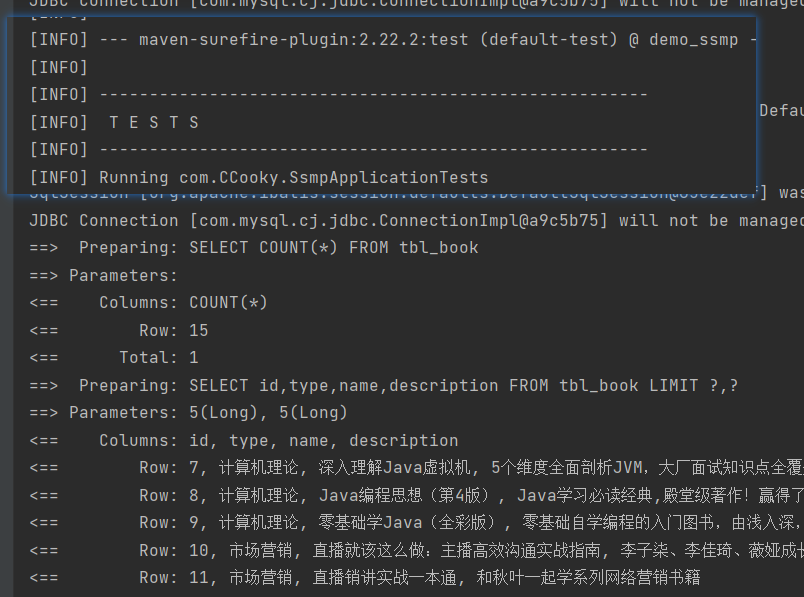 JDBC Connection [com.mysql.cj.jdbc.ConnectionImpl@a9c5b75] will not be managed
[INFO]
[INFO] --- maven-surefire-plugin:2.22.2:test (default-test) @ demo_ssmp -
[INFO]
[INFO] -------------------------------------------------------
[INFO]  T E S T S
Defau
[INFO] -------------------------------------------------------
[INFO] Running com.CCooky.SsmpApplicationTests
SqlSession [org.apache.ibatis.session.defaults.DefaultSqlSession@ ] was
JDBC Connection [com.mysql.cj.jdbc.ConnectionImpl@a9c5b75] will not be managed
==>  Preparing: SELECT COUNT(*) FROM tbl_book
==> Parameters:
<==    Columns: COUNT(*)
<==        Row: 15
<==      Total: 1
==>  Preparing: SELECT id,type,name,description FROM tbl_book LIMIT ?,?
==> Parameters: 5(Long), 5(Long)
<==    Columns: id, type, name, description
<==        Row: 7, 计算机理论, 深入理解Java虚拟机, 5个维度全面剖析JVM，大厂面试知识点全覆
<==        Row: 8, 计算机理论, Java编程思想（第4版）, Java学习必读经典,殿堂级著作！赢得了
<==        Row: 9, 计算机理论, 零基础学Java（全彩版）, 零基础自学编程的入门图书，由浅入深，
<==        Row: 10, 市场营销, 直播就该这么做：主播高效沟通实战指南, 李子柒、李佳琦、薇娅成长
<==        Row: 11, 市场营销, 直播销讲实战一本通, 和秋叶一起学系列网络营销书籍